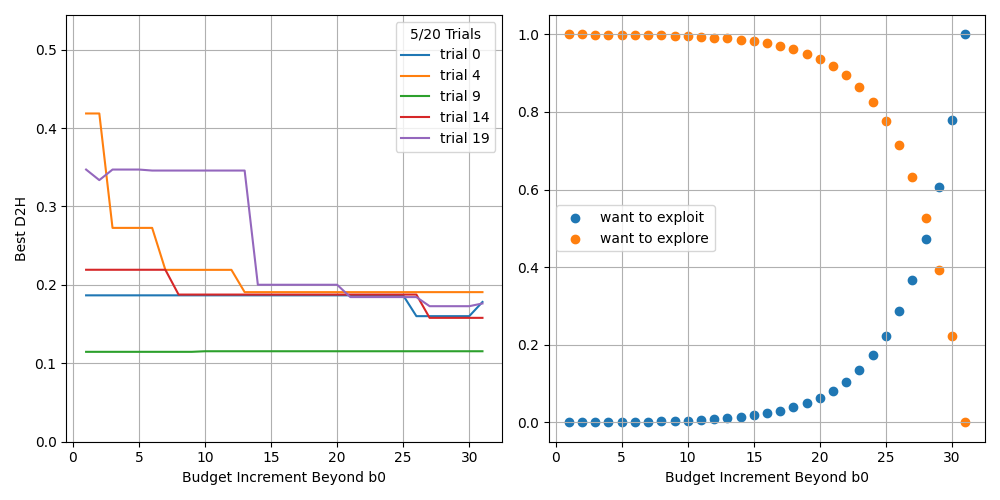 5/20 Trials
trial 0
trial 4
trial 9
trial 14
trial 19
Best D2H
0.5
0.4
0.3
0.2
0.1
0.0
0 5 10 15 20 25 30
Budget Increment Beyond b0
1.0
0.8
0.6
0.4
0.2
0.0
want to exploit
want to explore
0 5 10 15 20 25 30
Budget Increment Beyond b0